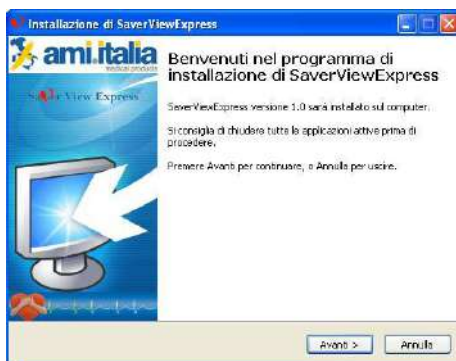 Installazione di SaverViewExpress
ami.italia
medical products
Saver View Express
Benvenuti nel programma di
installazione di SaverViewExpress
SaverViewExpress versione 1.0 sarà installato sul computer.
Si consiglia di chiudere tutte le applicazioni attive prima di
procedere.
Premere Avanti per continuare, o Annulla per uscire.
Avanti >
Annulla